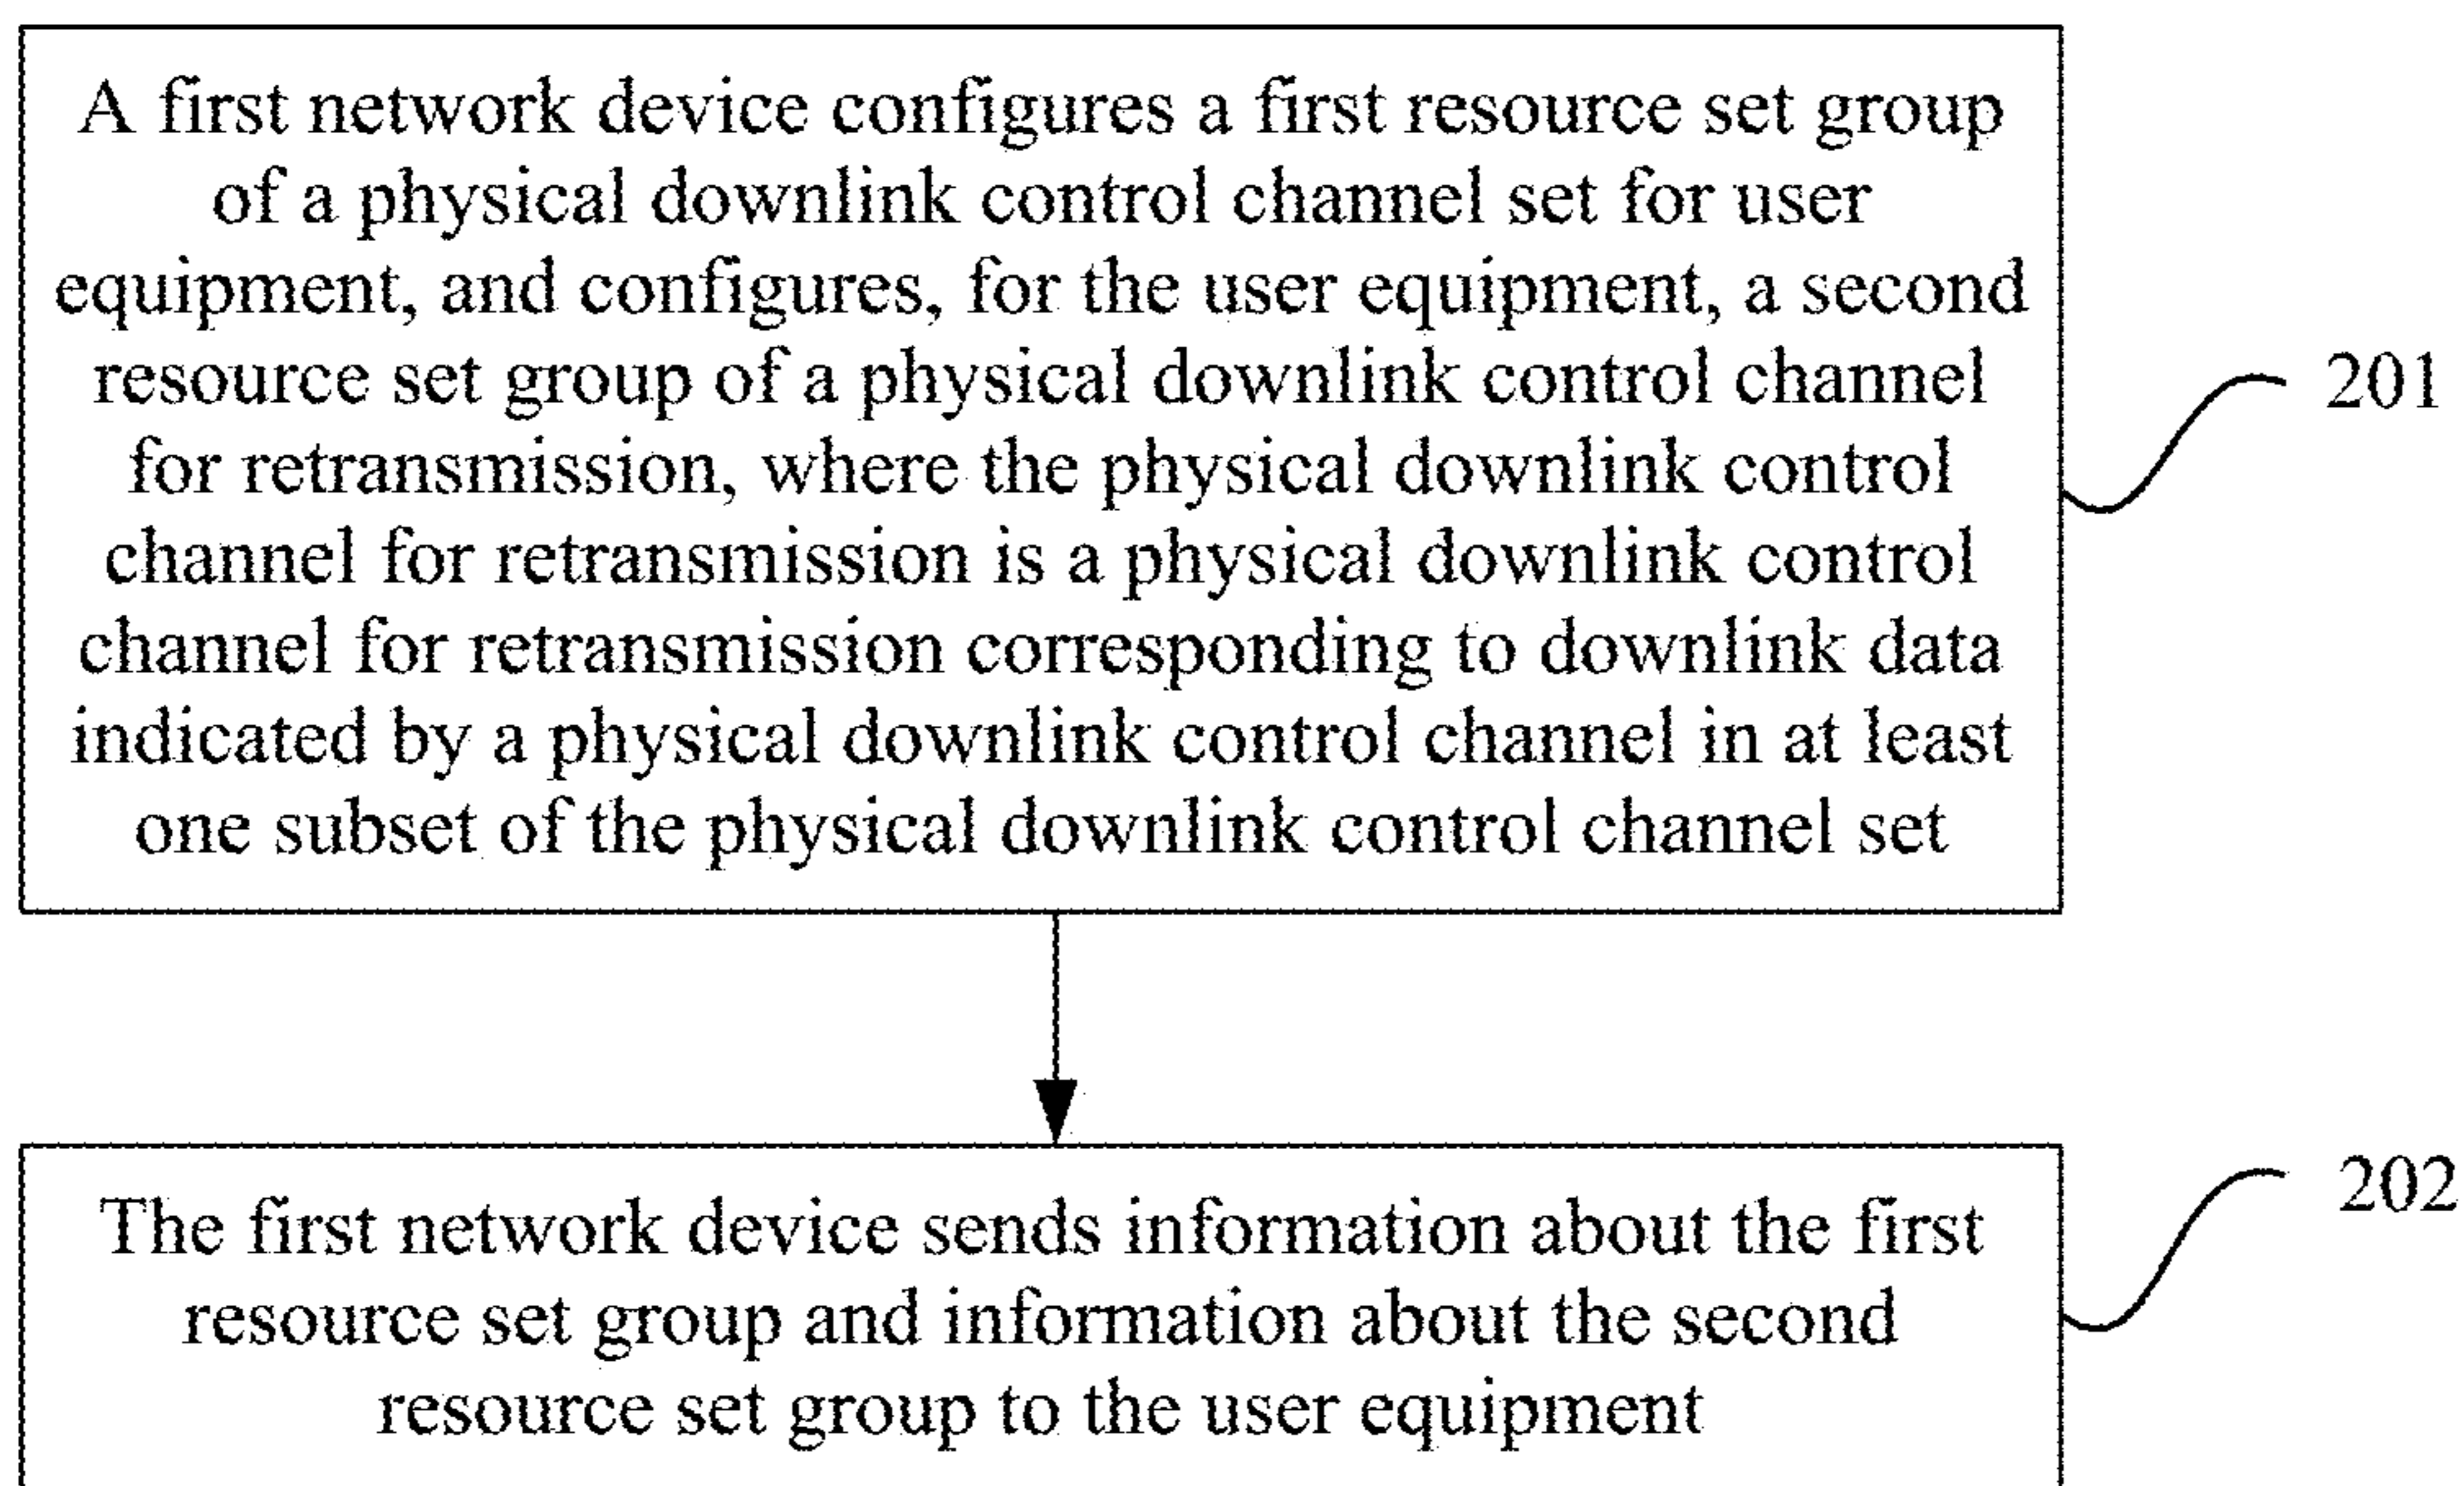 A first network device configures a first resource set group
of a physical downlink control channel set for user
equipment, and configures, for the user equipment, a second
resource set group of a physical downlink control channel
for retransmission, where the physical downlink control
channel for retransmission is a physical downlink control
channel for retransmission corresponding to downlink data
indicated by a physical downlink control channel in at least
one subset of the physical downlink control channel set
201
The first network device sends information about the first
resource set group and information about the second
resource set group to the user equipment
202